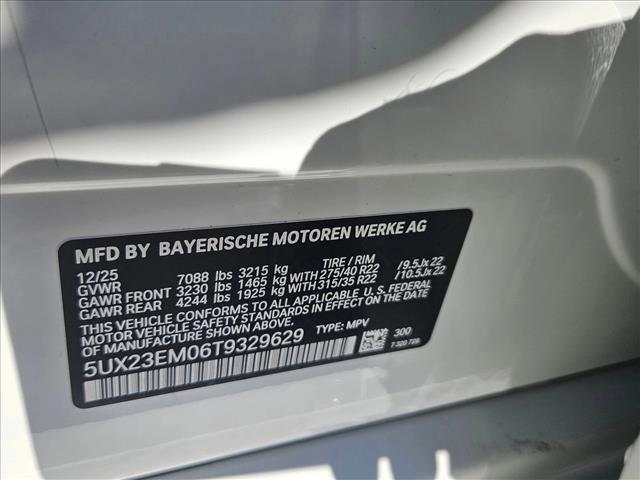 MFD BY BAYERISCHE MOTOREN WERKE AG
12/25 TIRE / RIM
GVWR 7088 lbs 3215 kg
GAWR FRONT 3230 lbs 1465 kg WITH 275/40 R22 /9.5Jx22
GAWR REAR 4244 lbs 1925 kg WITH 315/35 R22 /10.5Jx22
THIS VEHICLE CONFORMS TO ALL APPLICABLE U.S. FEDERAL
MOTOR VEHICLE SAFETY STANDARDS IN EFFECT ON THE
DATE OF MANUFACTURE SHOWN ABOVE.
5UX23EM06T9329629 TYPE: MPV
300
7 320 726